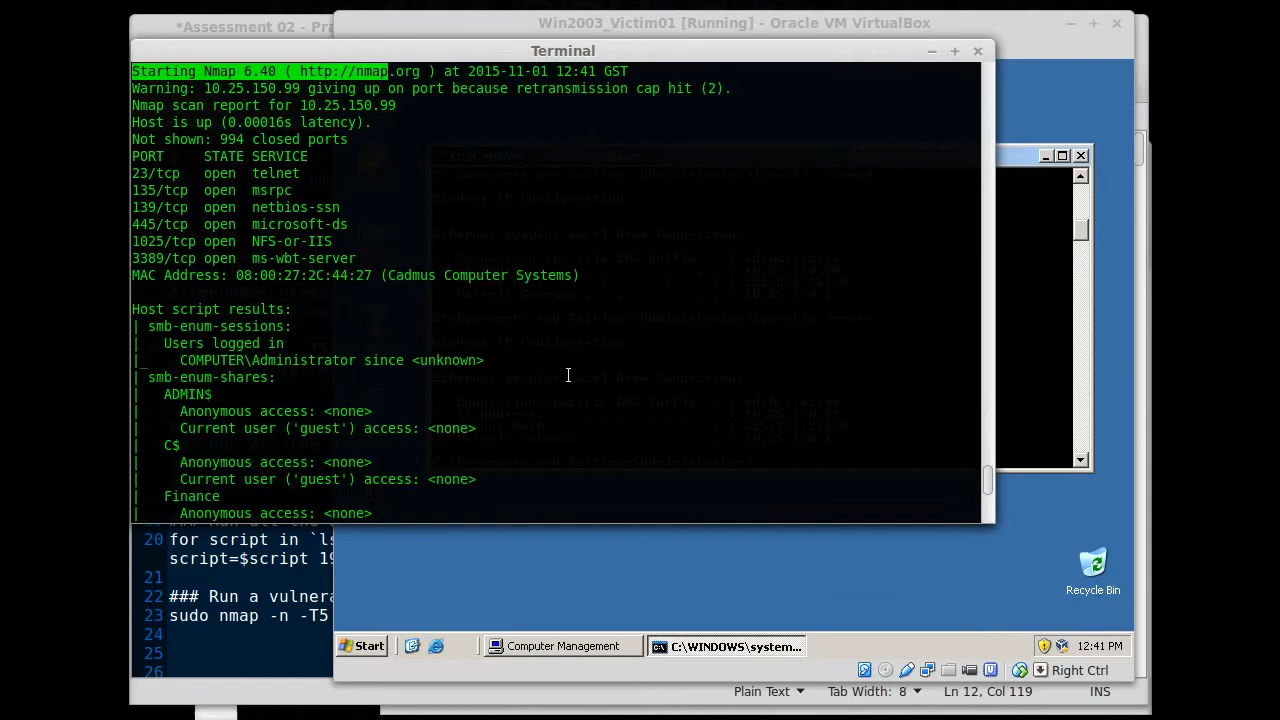 *Assessment 02 - Pra
Win2003_Victim01 [Running] - Oracle VM VirtualBox
Terminal
Starting Nmap 6.40 ( http://nmap.org ) at 2015-11-01 12:41 GST
Warning: 10.25.150.99 giving up on port because retransmission cap hit (2).
Nmap scan report for 10.25.150.99
Host is up (0.00016s latency).
Not shown: 994 closed ports
PORT     STATE SERVICE
23/tcp   open  telnet
135/tcp  open  msrpc
139/tcp  open  netbios-ssn
445/tcp  open  microsoft-ds
1025/tcp open  NFS-or-IIS
3389/tcp open  ms-wbt-server
MAC Address: 08:00:27:2C:44:27 (Cadmus Computer Systems)
Host script results:
| smb-enum-sessions:
|   Users logged in
|_    COMPUTER\Administrator since <unknown>
| smb-enum-shares:
|   ADMIN$
|     Anonymous access: <none>
|     Current user ('guest') access: <none>
|   C$
|     Anonymous access: <none>
|     Current user ('guest') access: <none>
|   Finance
|     Anonymous access: <none>
20 for script in `ls
script=$script 19
21
22 ### Run a vulnera
23 sudo nmap -n -T5
24
25
26
Recycle Bin
Start
Computer Management
C:\WINDOWS\system...
12:41 PM
Right Ctrl
Plain Text
Tab Width: 8
Ln 12, Col 119
INS